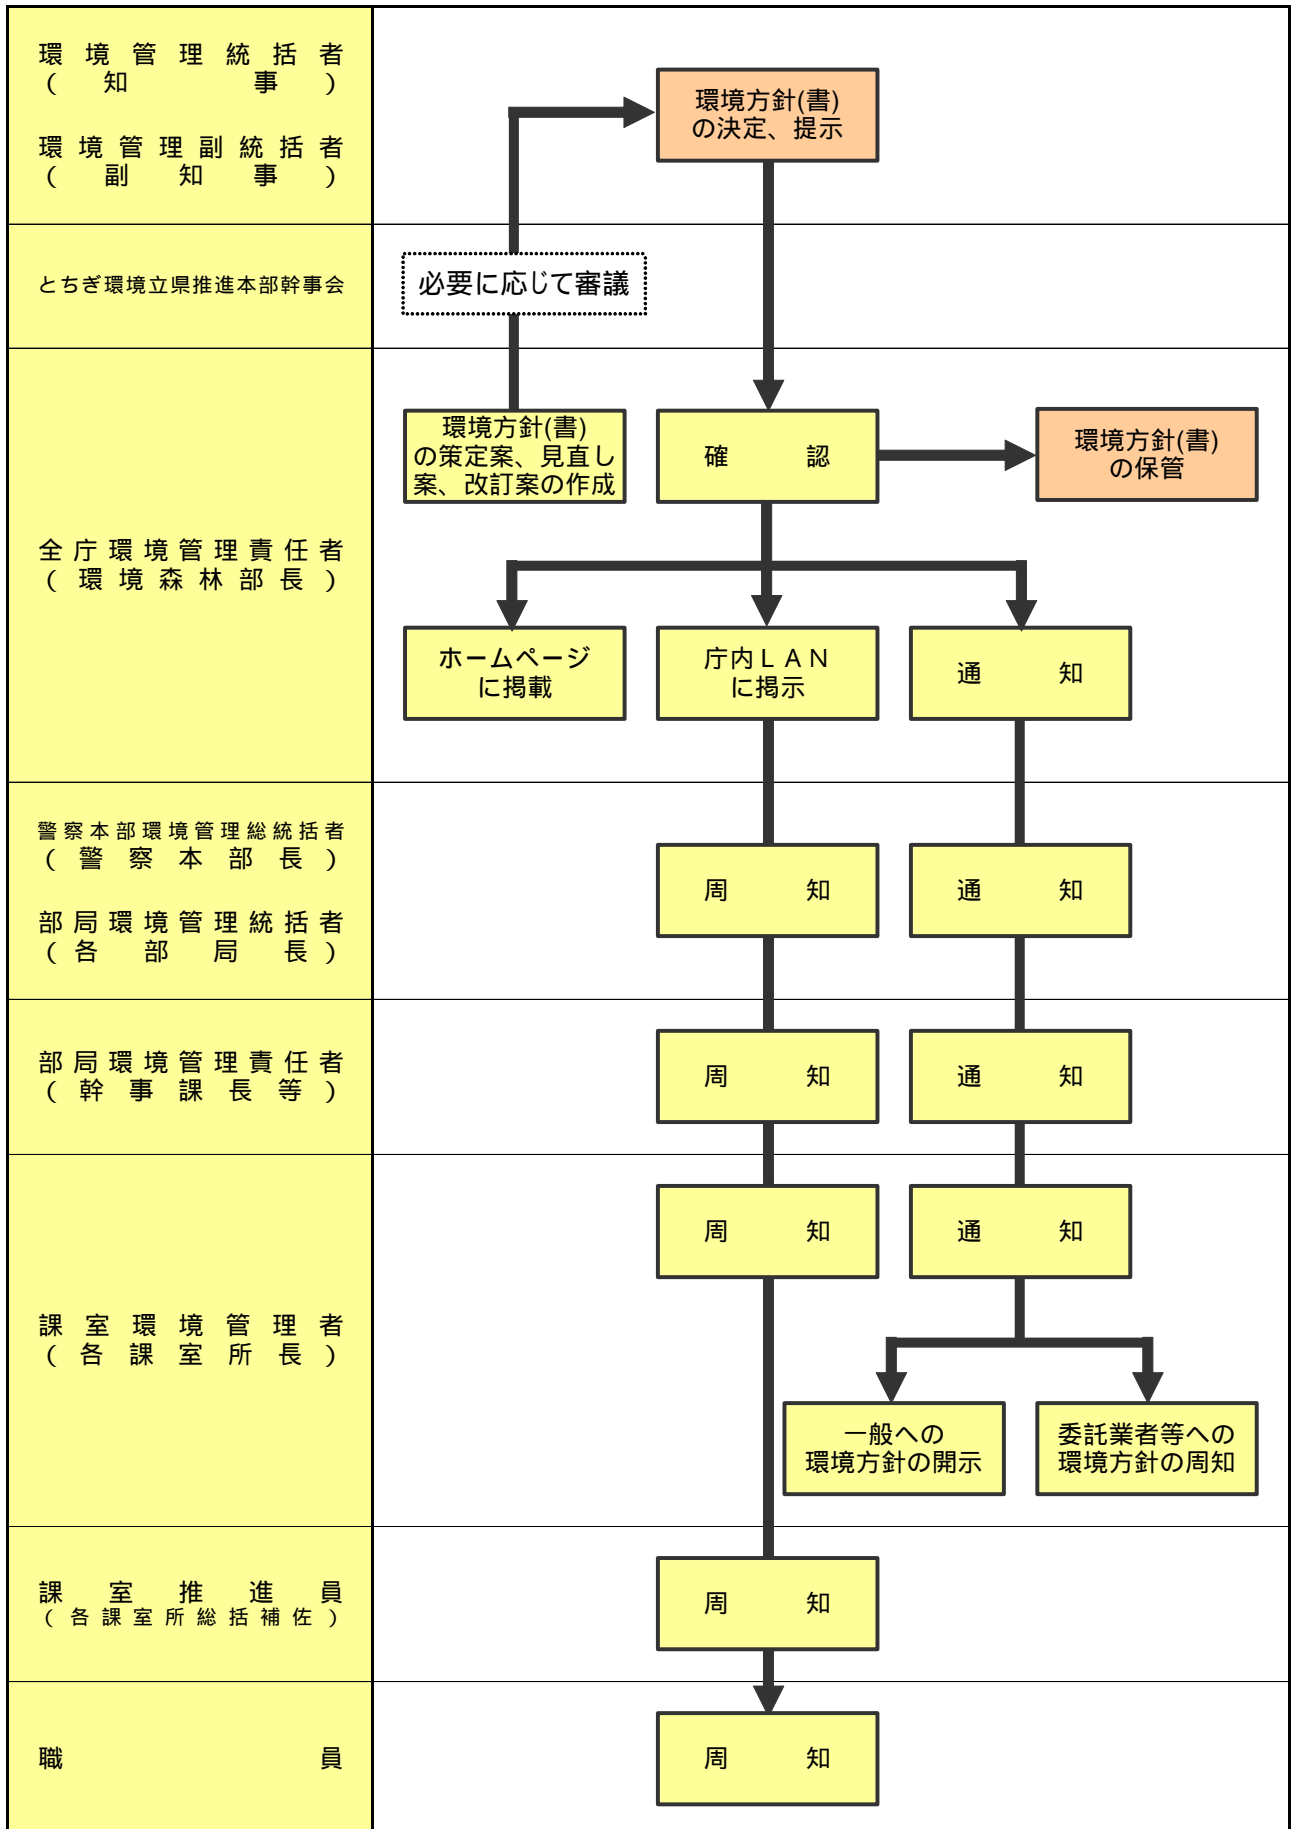 環境管理統括者
(知事)
環境管理副統括者
(副知事)
環境方針(書)
の決定、提示
とちぎ環境立県推進本部幹事会
必要に応じて審議
全庁環境管理責任者
(環境森林部長)
環境方針(書)
の策定案、見直し
案、改訂案の作成
確認
環境方針(書)
の保管
ホームページ
に掲載
庁内LAN
に掲示
通知
警察本部環境管理総統括者
(警察本部長)
部局環境管理統括者
(各部局長)
周知
通知
部局環境管理責任者
(幹事課長等)
周知
通知
課室環境管理者
(各課室所長)
周知
通知
一般への
環境方針の開示
委託業者等への
環境方針の周知
課室推進員
(各課室所総括補佐)
周知
職員
周知